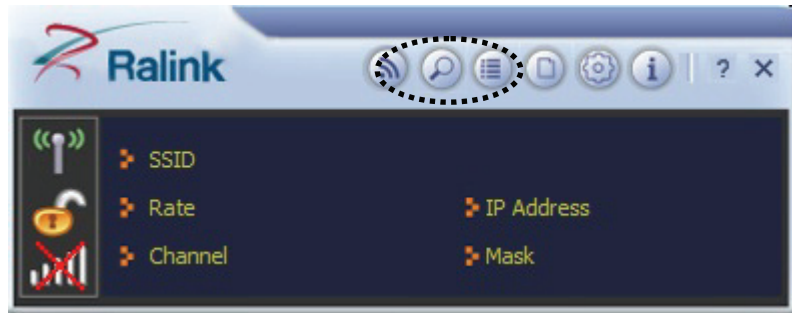 Ralink
i ? ×
SSID
Rate IP Address
Channel Mask